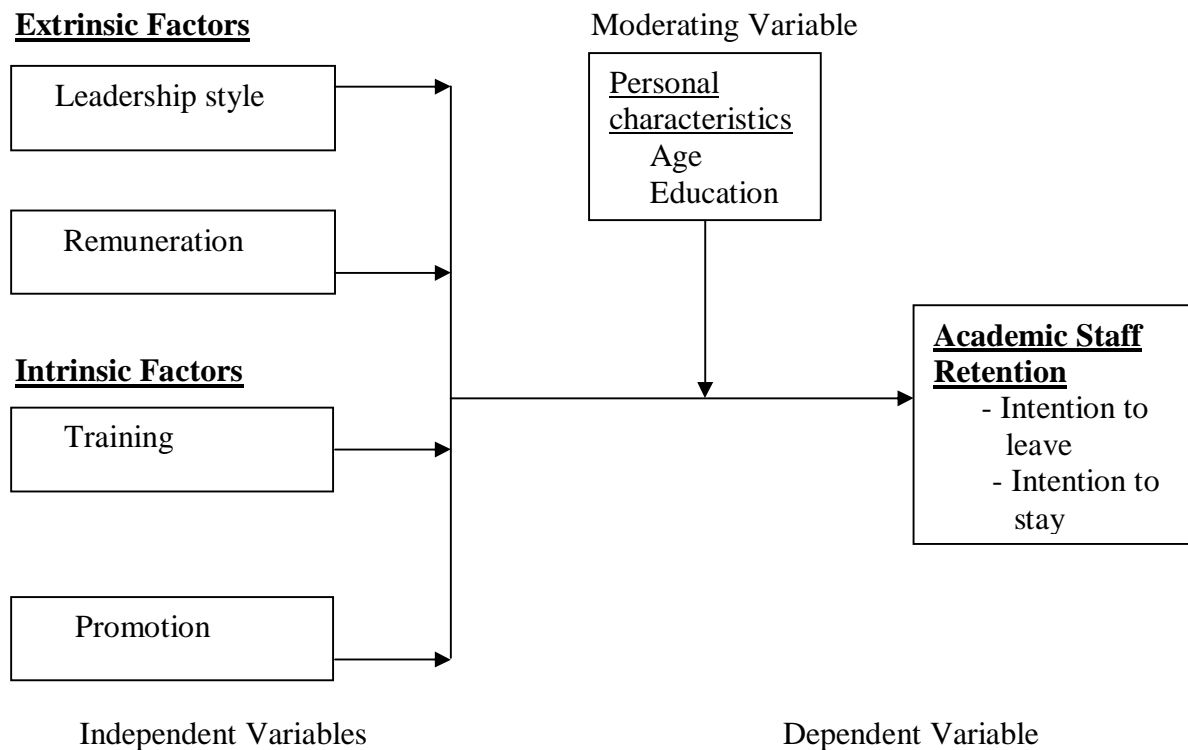 Extrinsic Factors
Moderating Variable
Leadership style
Personal
characteristics
Age
Education
Remuneration
Intrinsic Factors
Training
Academic Staff
Retention
- Intention to
leave
- Intention to
stay
Promotion
Independent Variables
Dependent Variable